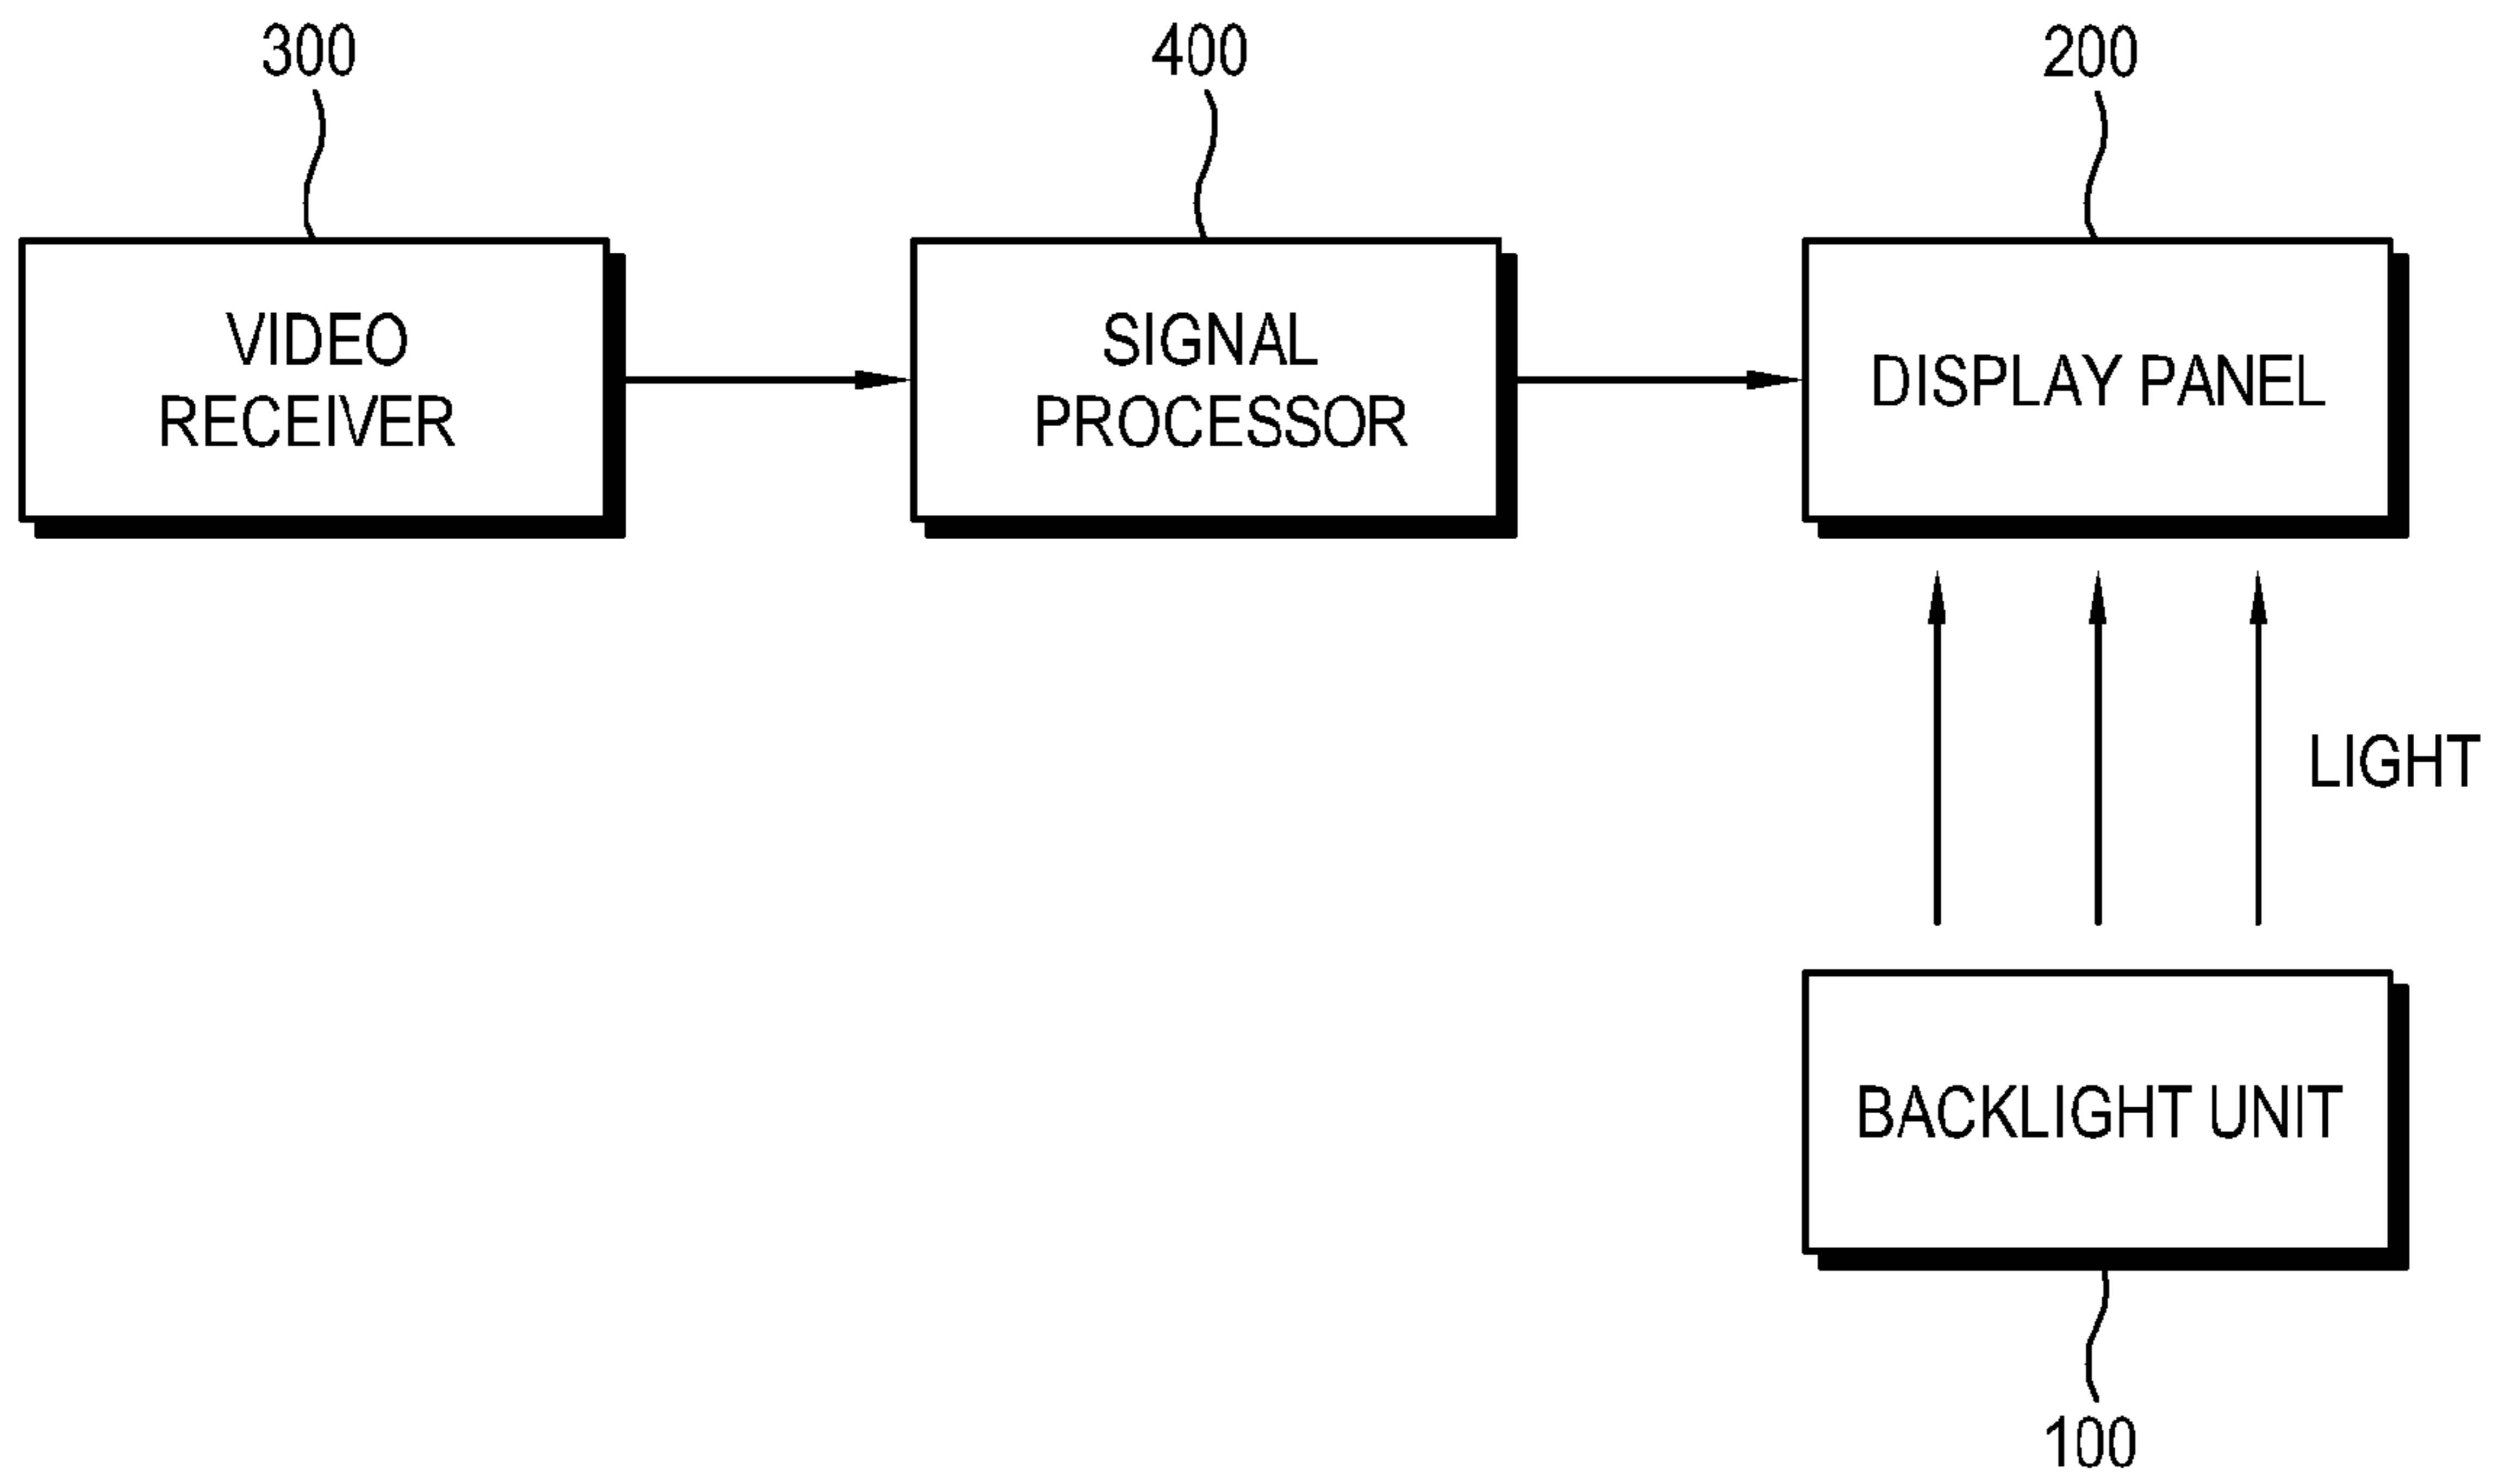 300
400
200
VIDEO
RECEIVER
SIGNAL
PROCESSOR
DISPLAY PANEL
LIGHT
BACKLIGHT UNIT
100